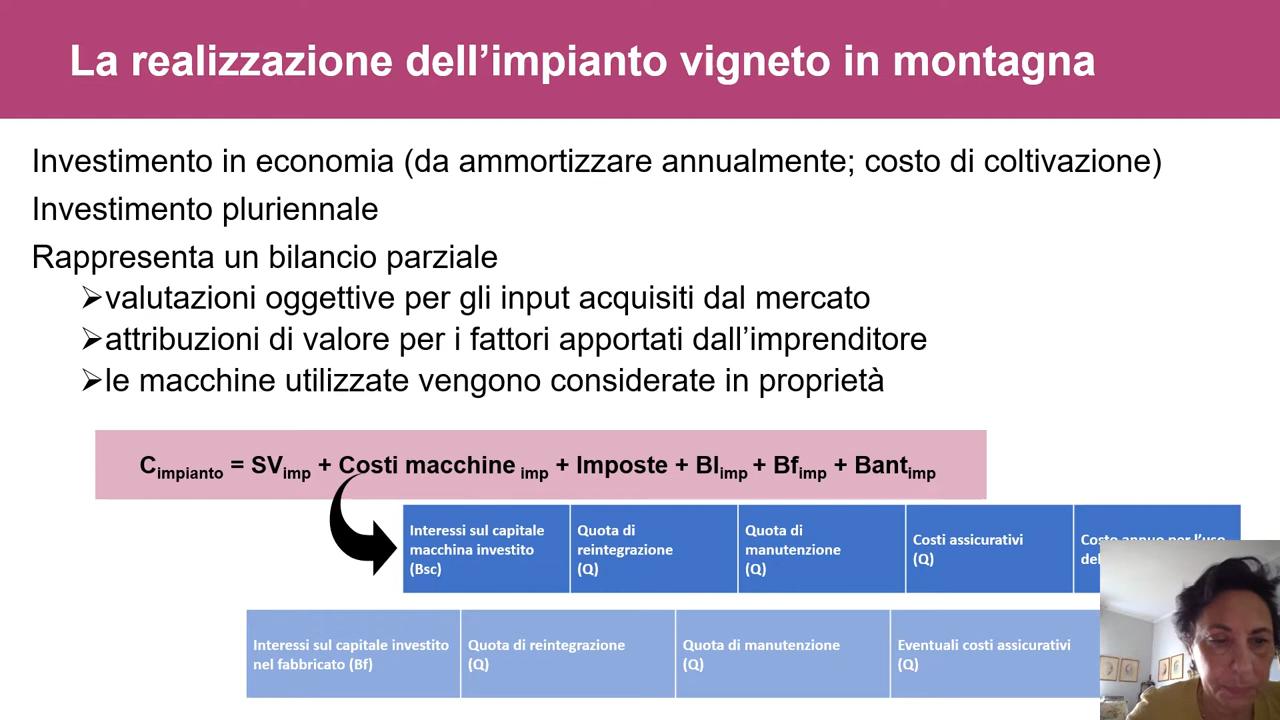 La realizzazione dell’impianto vigneto in montagna
Investimento in economia (da ammortizzare annualmente; costo di coltivazione)
Investimento pluriennale
Rappresenta un bilancio parziale
➢valutazioni oggettive per gli input acquisiti dal mercato
➢attribuzioni di valore per i fattori apportati dall’imprenditore
➢le macchine utilizzate vengono considerate in proprietà
Cimpianto = SVimp + Costi macchine imp + Imposte + BIimp + Bfimp + Bantimp
Interessi sul capitale
macchina investito
(Bsc)
Quota di
reintegrazione
(Q)
Quota di
manutenzione
(Q)
Costi assicurativi
(Q)
Costo annuo per l’uso
Interessi sul capitale investito
nel fabbricato (Bf)
Quota di reintegrazione
(Q)
Quota di manutenzione
(Q)
Eventuali costi assicurativi
(Q)